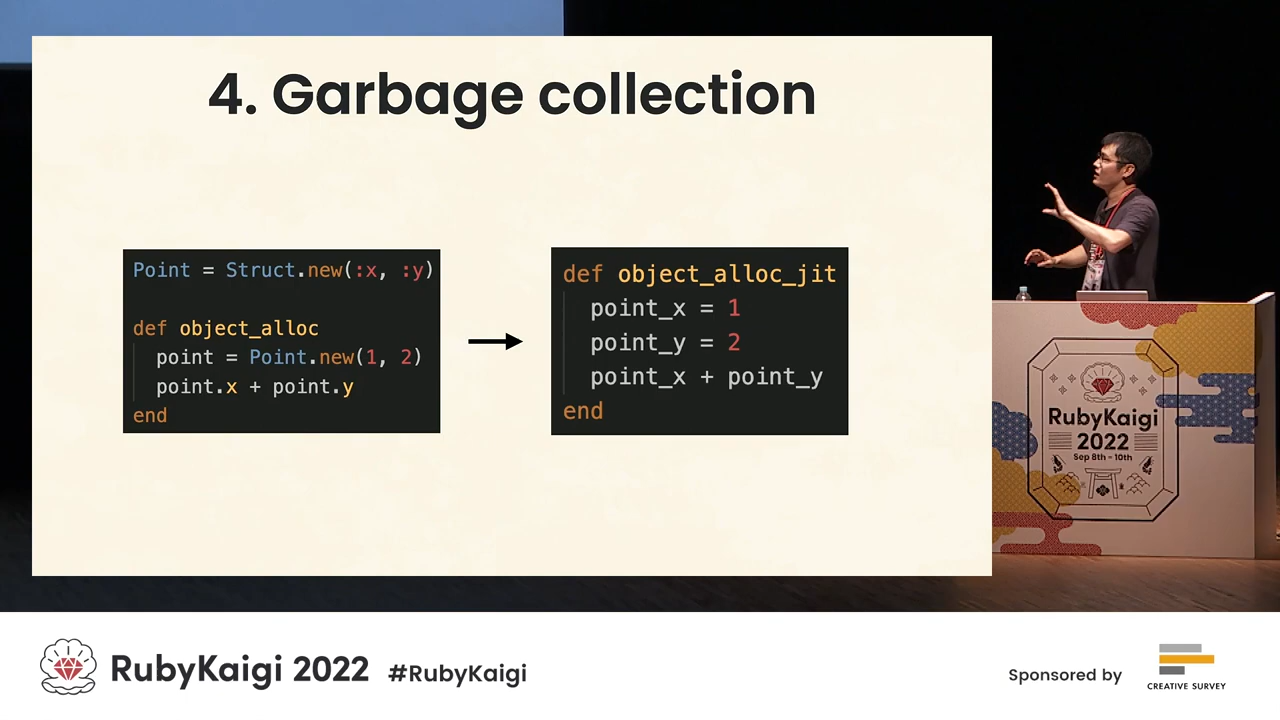 4. Garbage collection
Point = Struct.new(:x, :y)
def object_alloc
point = Point.new(1, 2)
point.x + point.y
end
def object_alloc_jit
point_x = 1
point_y = 2
point_x + point_y
end
RubyKaigi
2022
Sep 8th - 10th
RubyKaigi 2022 #RubyKaigi
Sponsored by
CREATIVE SURVEY